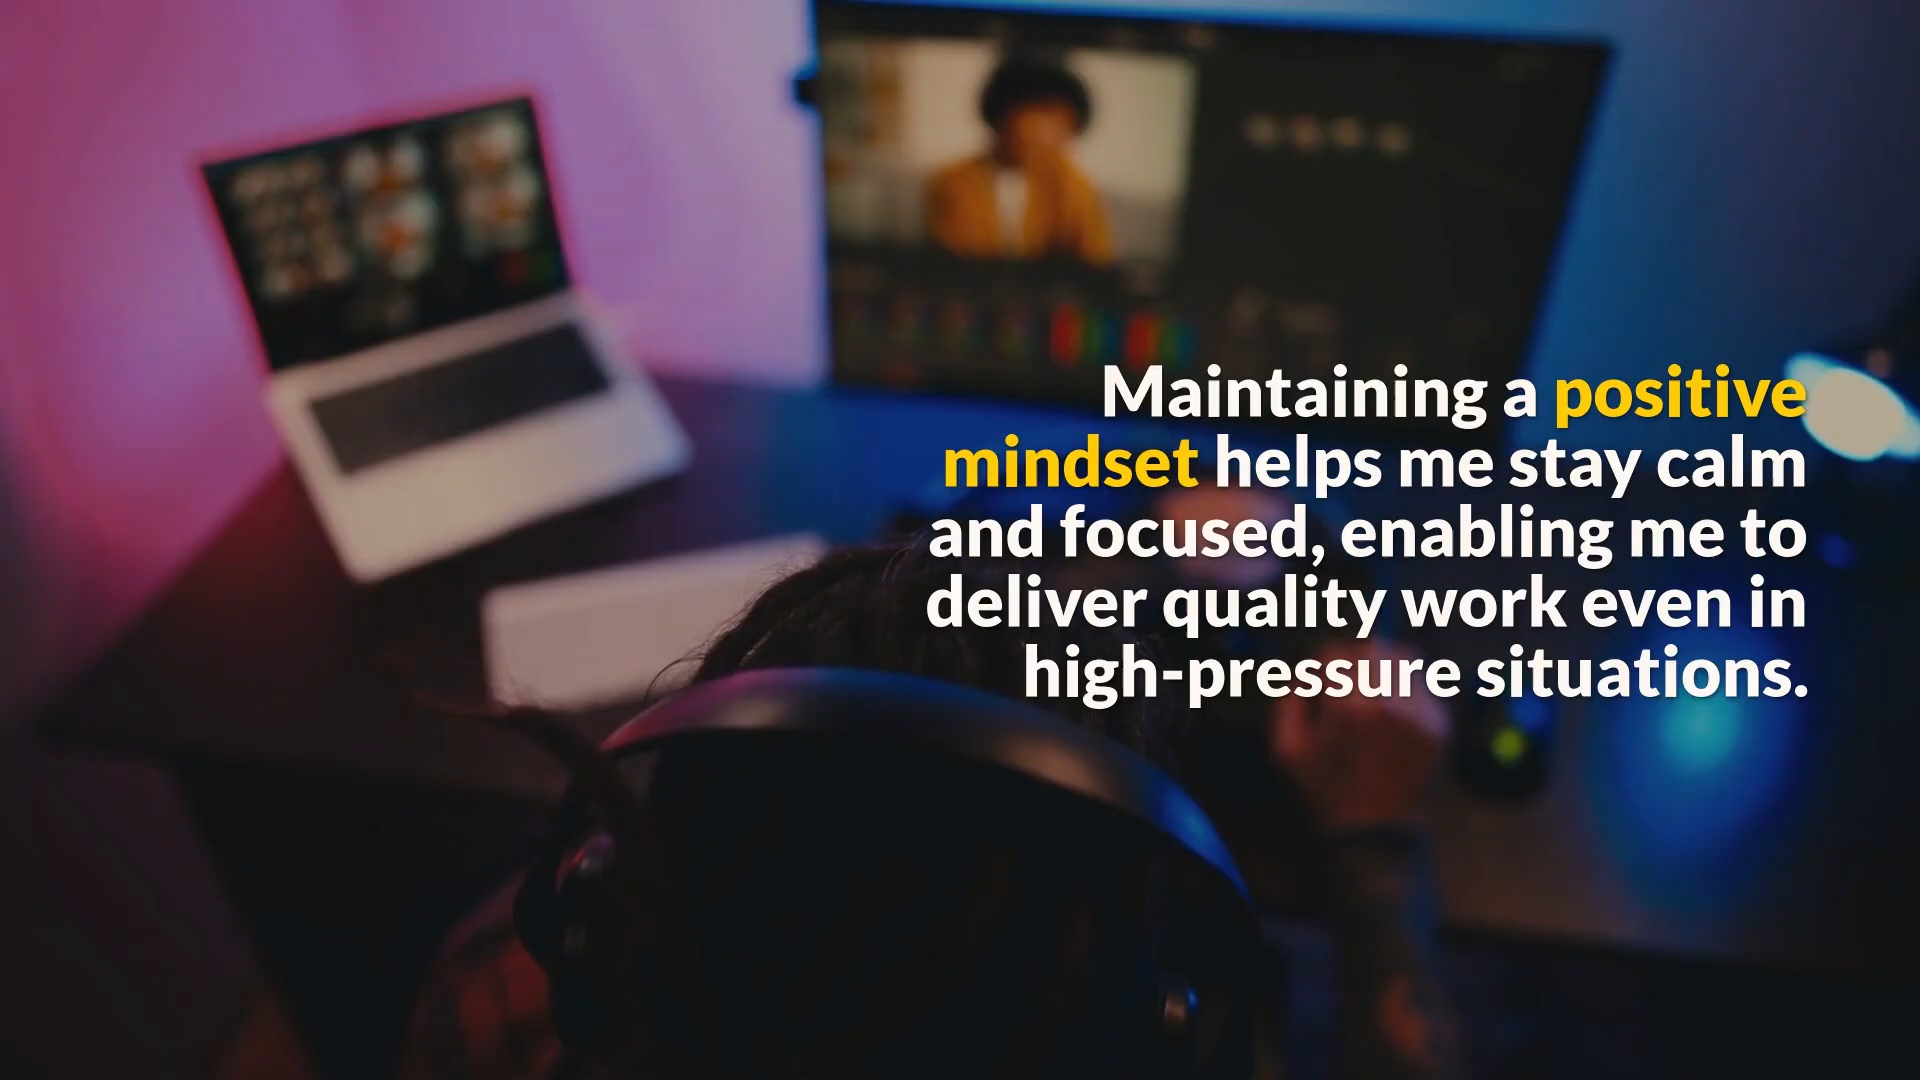 Maintaining a positive
mindset helps me stay calm
and focused, enabling me to
deliver quality work even in
high-pressure situations.